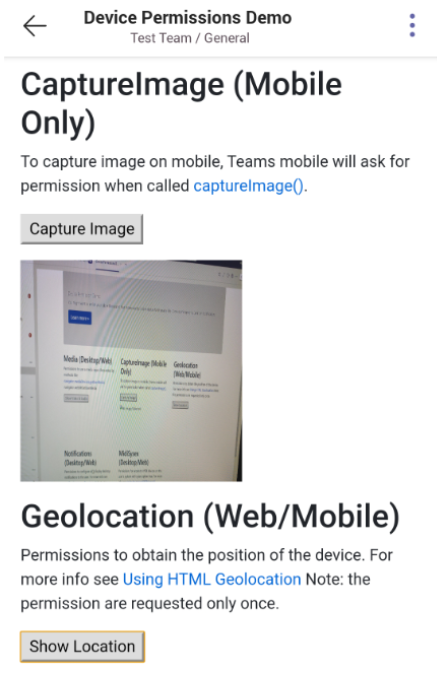 Device Permissions Demo
Test Team / General
CaptureImage (Mobile
Only)
To capture image on mobile, Teams mobile will ask for
permission when called captureImage().
Capture Image
Media (Desktop/Web)
CaptureImage (Mobile
Only)
Geolocation
(Web/Mobile)
Notifications
(Desktop/Web)
MidiSysex
(Desktop/Web)
Geolocation (Web/Mobile)
Permissions to obtain the position of the device. For
more info see Using HTML Geolocation Note: the
permission are requested only once.
Show Location